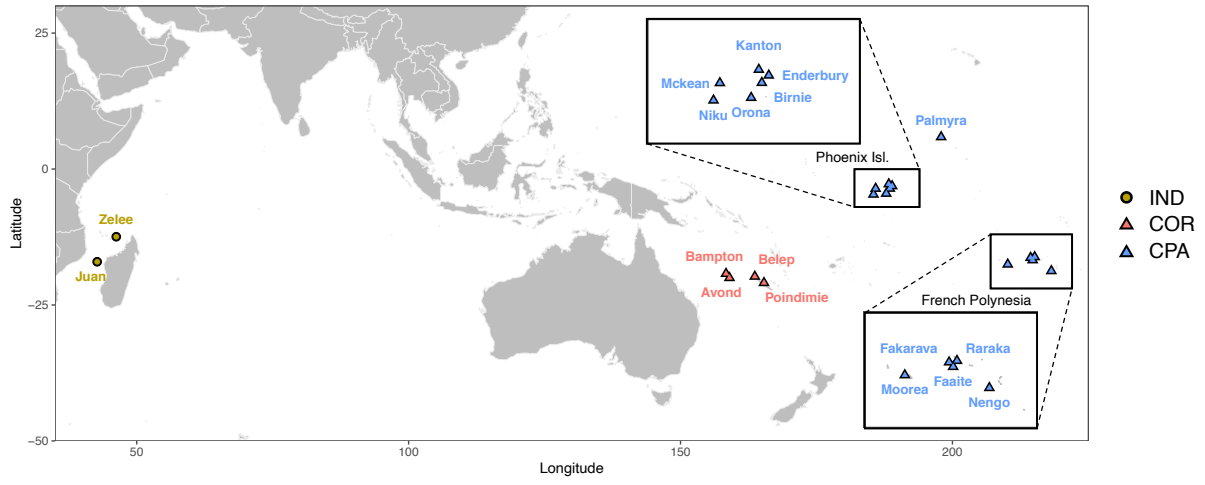 25
0
−25
−50
Latitude
50
100
150
200
Longitude
Zelee
Juan
Bampton
Belep
Avond
Poindimie
Kanton
Mckean
Enderbury
Birnie
Niku
Orona
Phoenix Isl.
Palmyra
French Polynesia
Fakarava
Raraka
Moorea
Faaite
Nengo
IND
COR
CPA